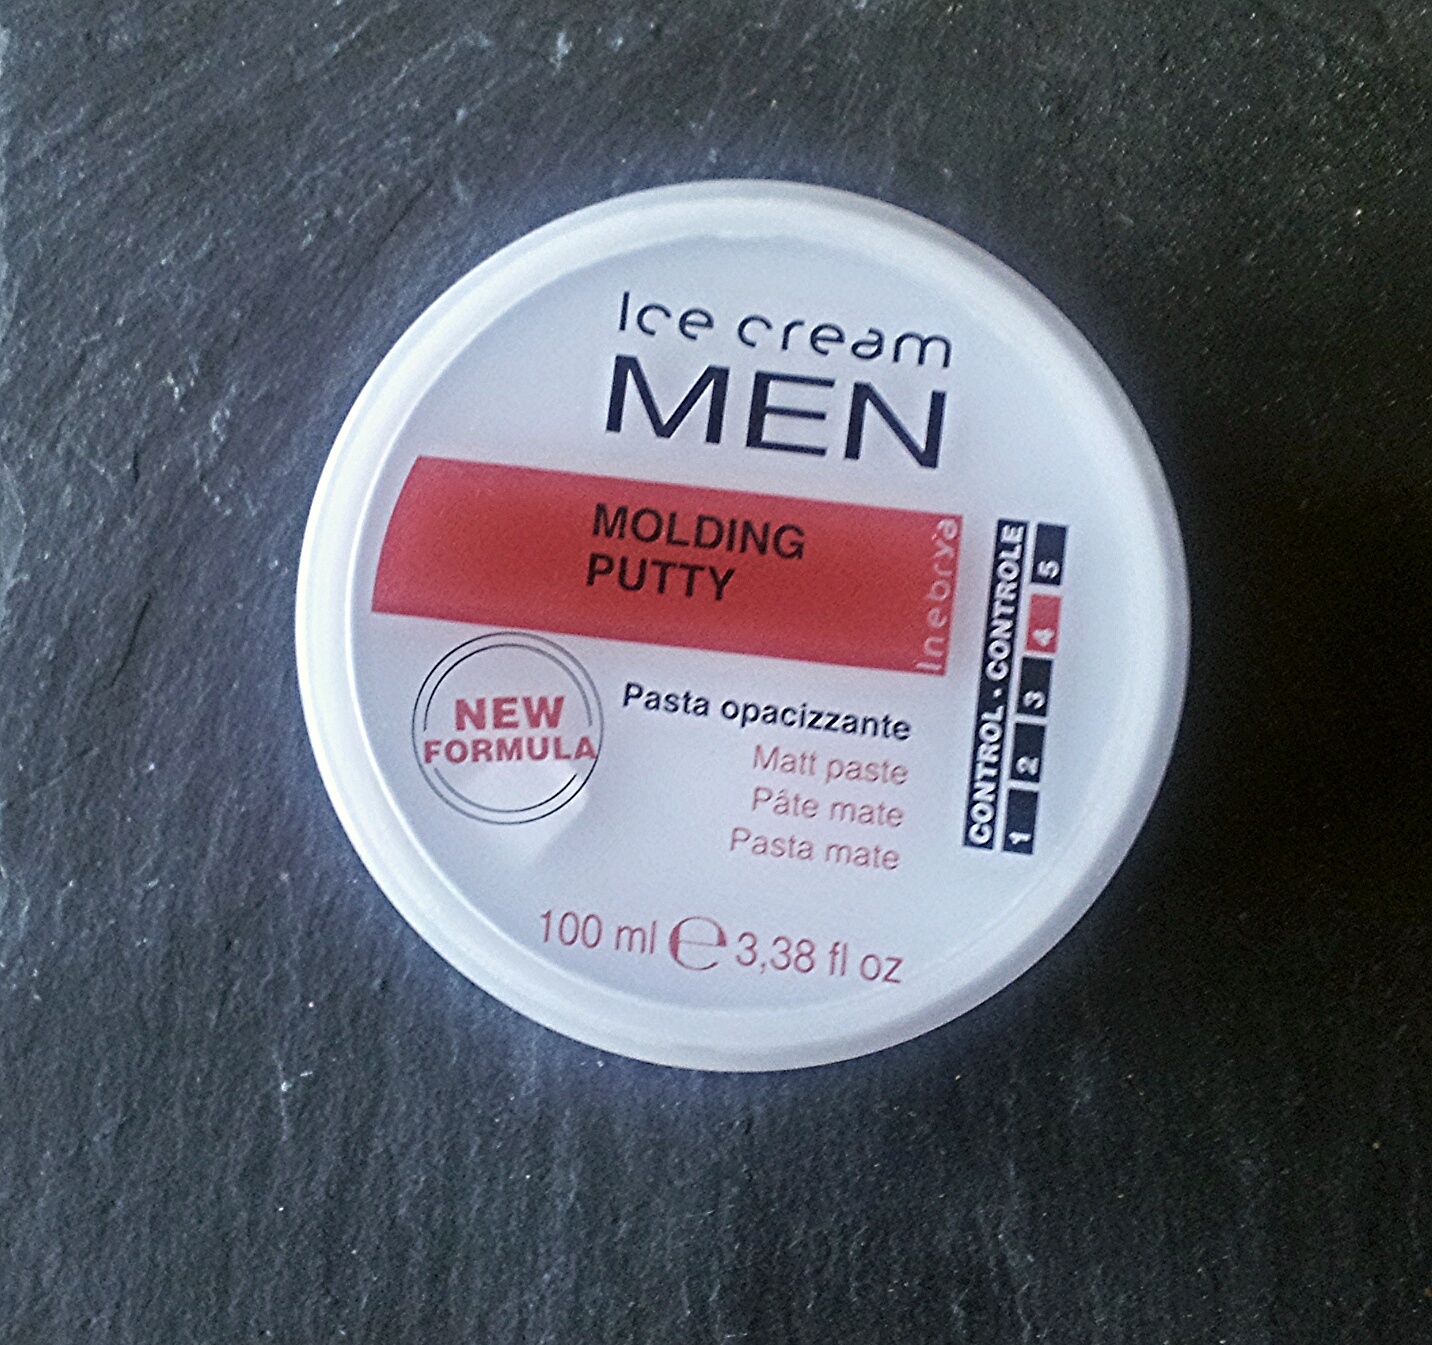 Ice cream
MEN
MOLDING
PUTTY
Inebrya
NEW
FORMULA
Pasta opacizzante
Matt paste
Pâte mate
Pasta mate
CONTROL - CONTROLE
1 2 3 4 5
100 ml ℮ 3,38 fl oz